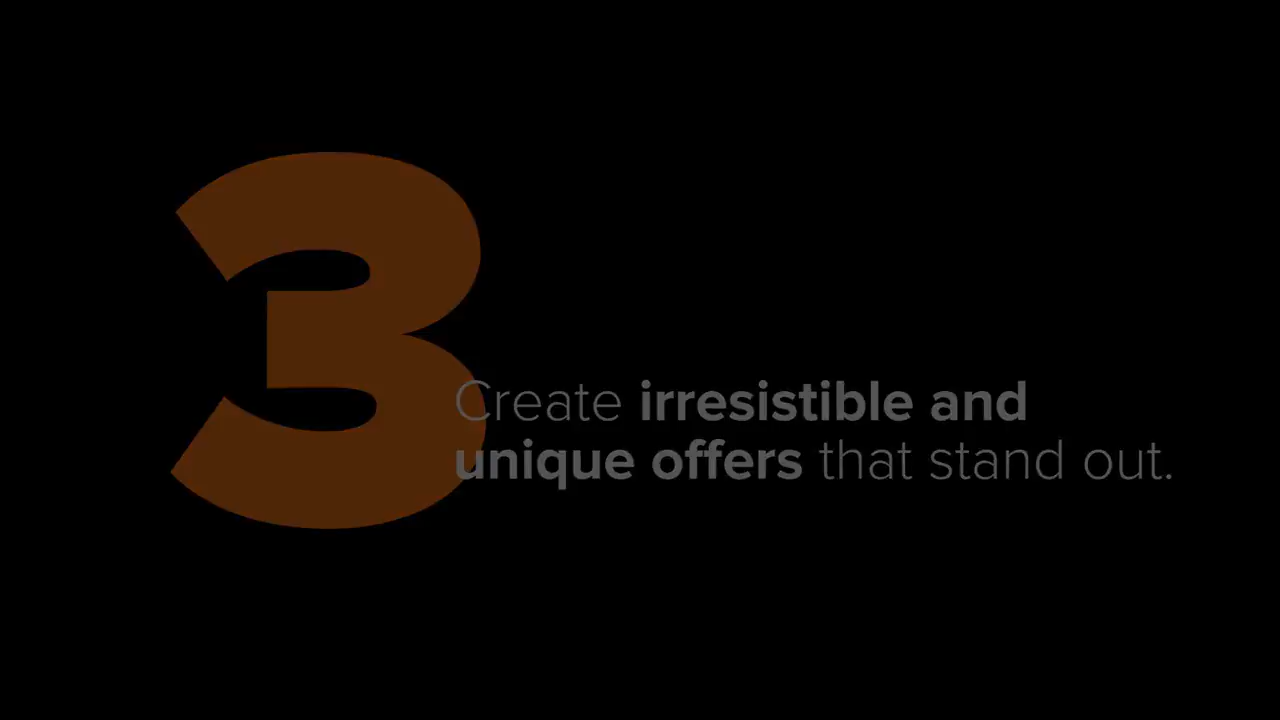 3
Create irresistible and
unique offers that stand out.